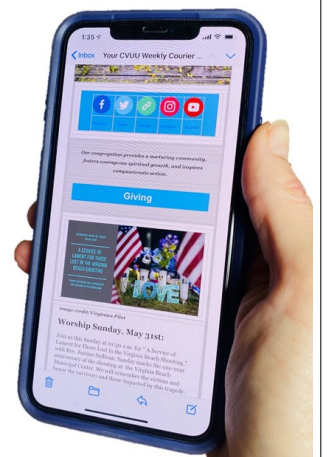 1:35
Inbox Your CVUU Weekly Courier ...
Our congregation provides a nurturing community,
fosters courageous spiritual growth, and inspires
compassionate action.
Giving
A SERVICE OF
LAMENT FOR THOSE
LOST IN THE VIRGINIA
BEACH SHOOTING
LOVE
image credit/Virginian Pilot
Worship Sunday, May 31st:
Join us this Sunday at 10:30 a.m. for " A Service of
Lament for Those Lost in the Virginia Beach Shooting,"
with Rev. Justine Sullivan. Sunday marks the one-year
anniversary of the shooting at the Virginia Beach
Municipal Center. We will remember the victims and
honor the survivors and those impacted by this tragedy